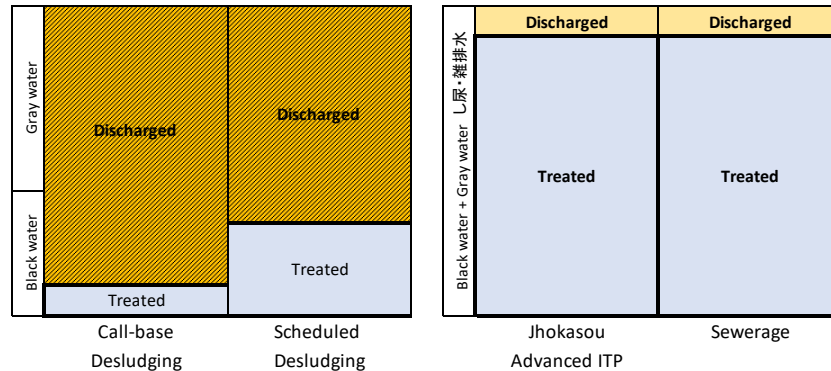 Gray water
Black water
Discharged
Treated
Discharged
Treated
Call-base
Desludging
Scheduled
Desludging
Black water + Gray water し尿・雑排水
Discharged
Treated
Discharged
Treated
Jhokasou
Advanced ITP
Sewerage